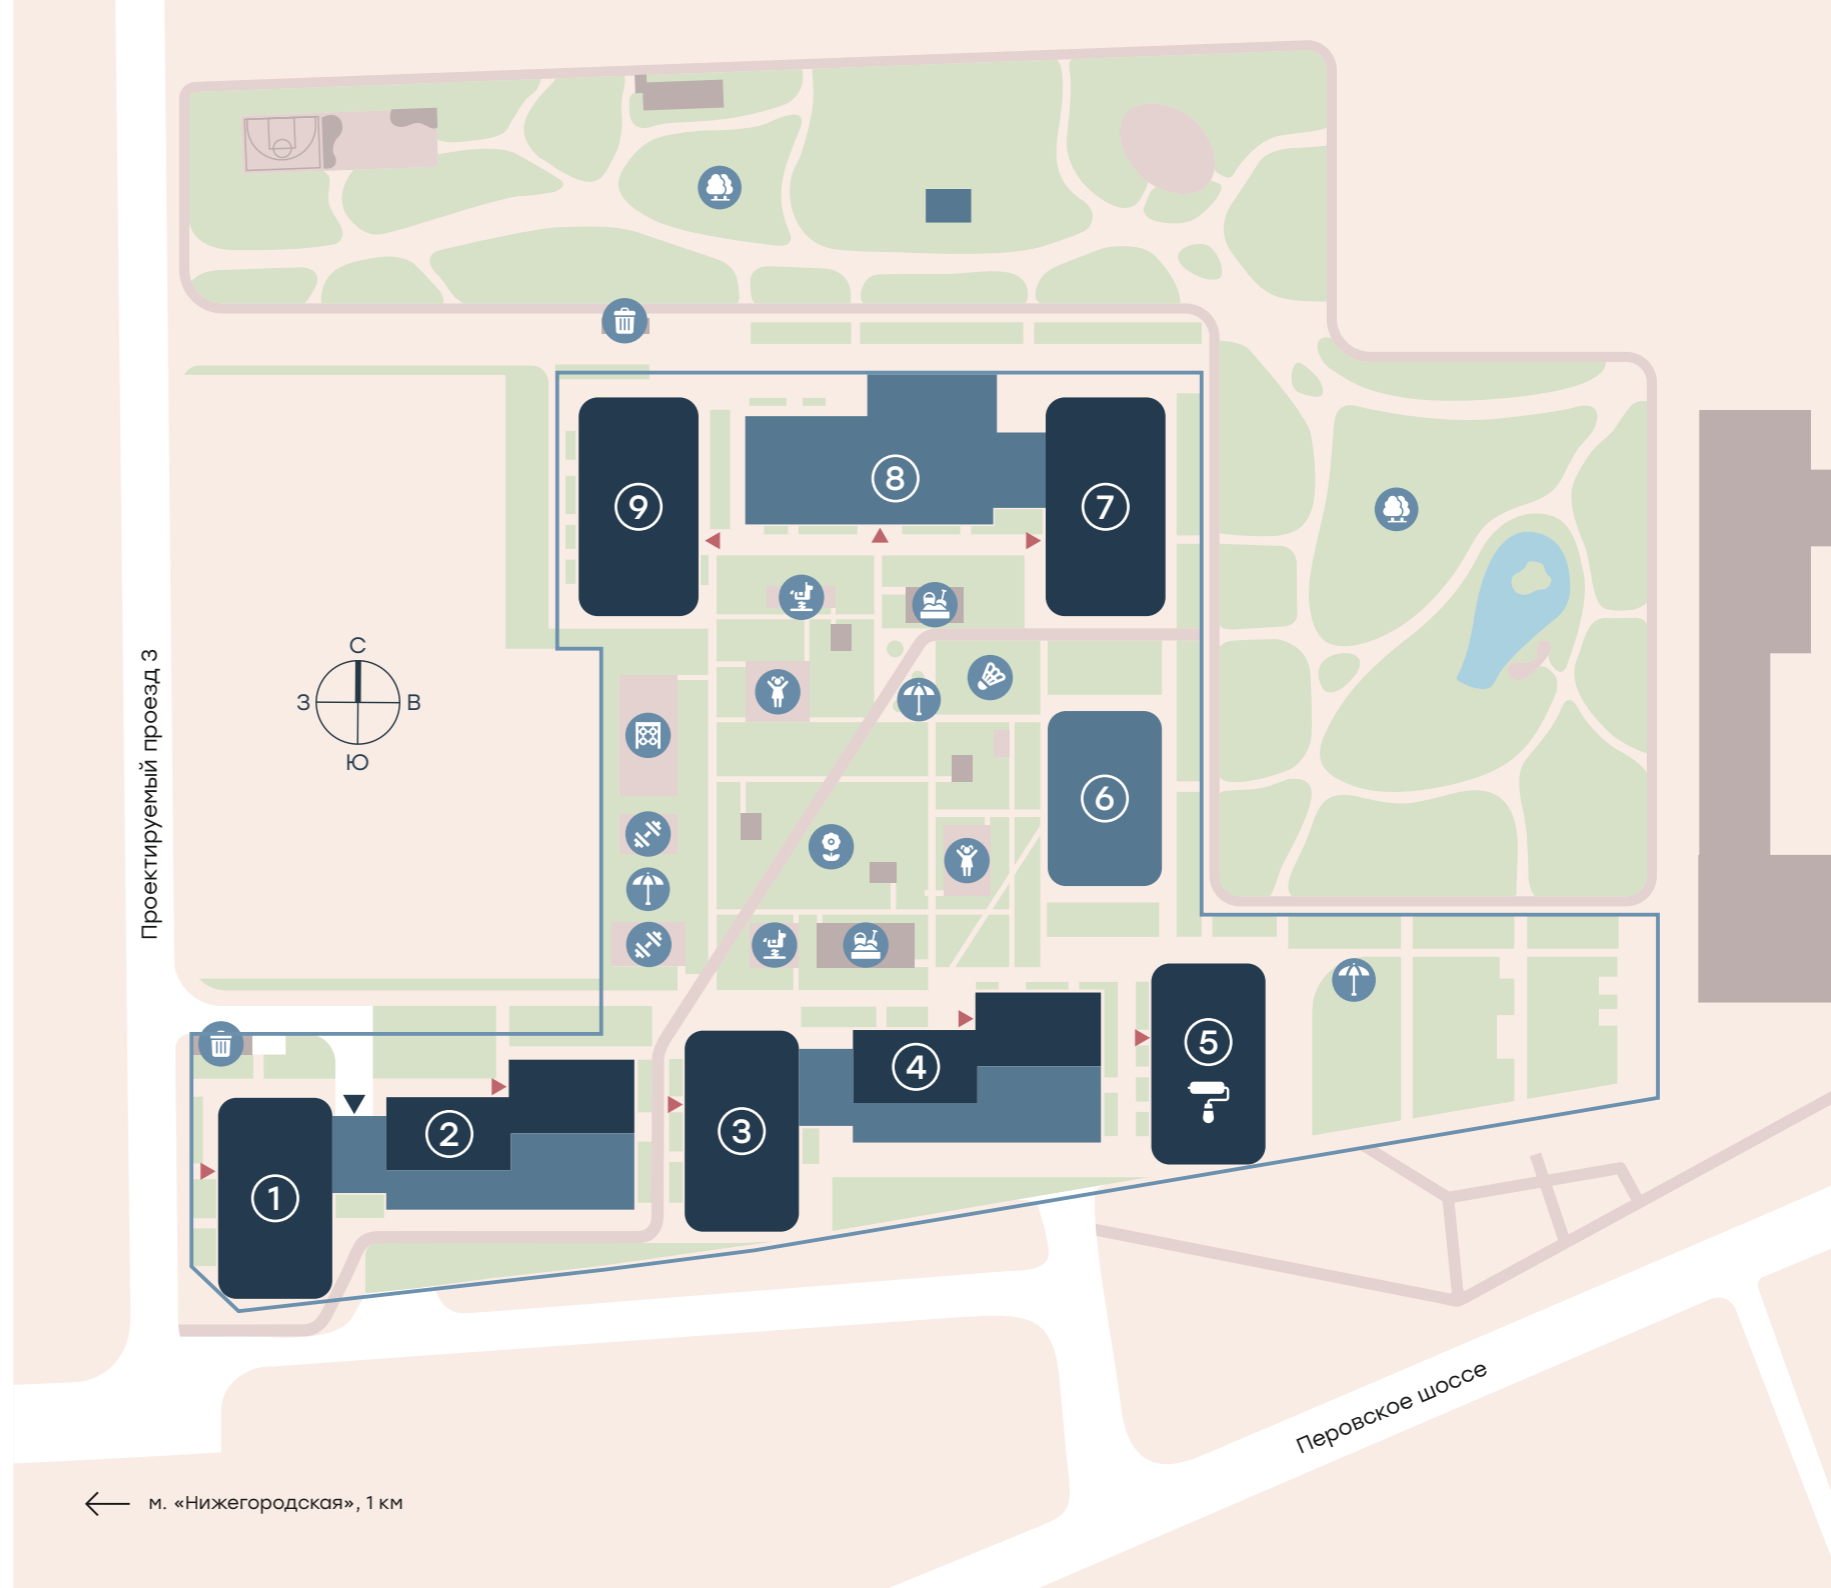 9
8
7
С
З
В
Ю
Проектируемый проезд 3
6
5
4
2
3
1
Перовское шоссе
м. «Нижегородская», 1 км